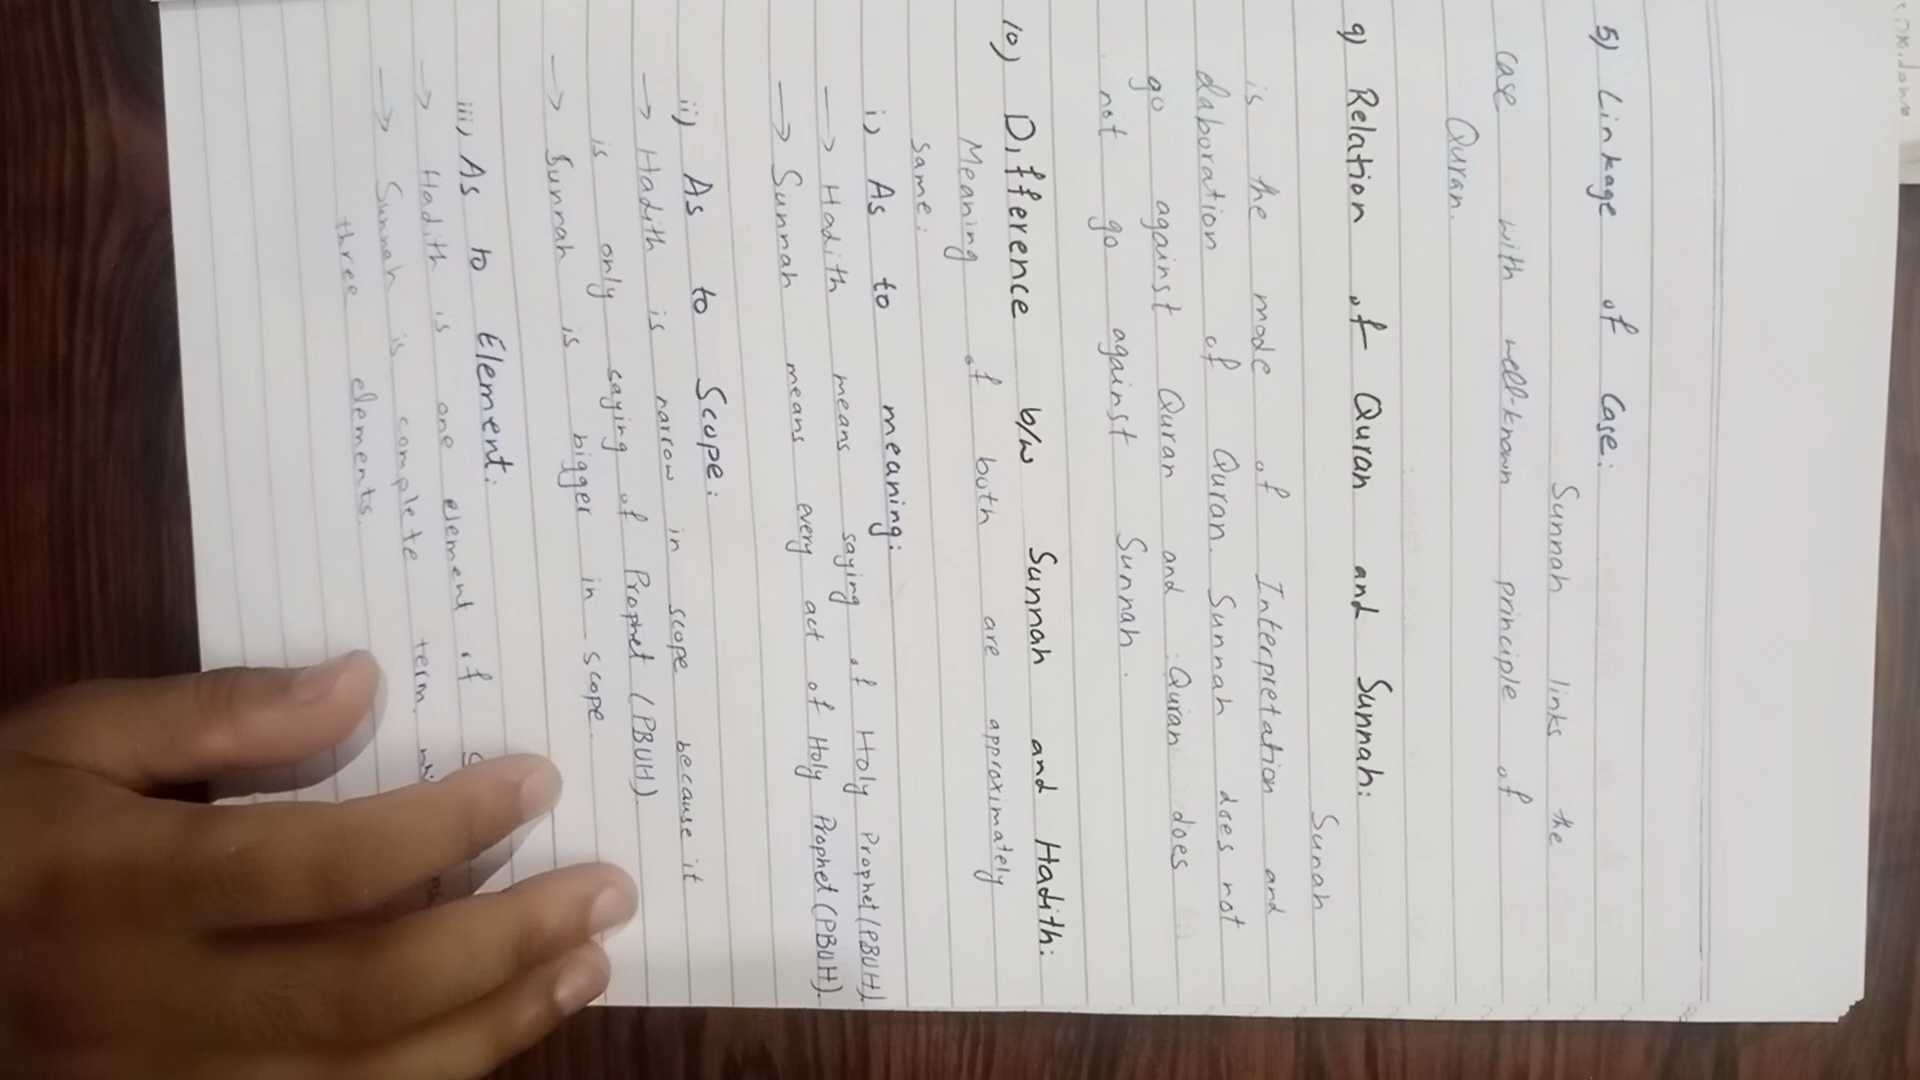 5) Linkage of Case:
Sunnah links the
case with well-known principle of
Quran.
9) Relation of Quran and Sunnah:
Sunah
is the mode of Interpretation and
elaboration of Quran. Sunnah does not
go against Quran and Quran does
not go against Sunnah.
10) Difference b/w Sunnah and Hadith:
Meaning of both are approximately
same:
i) As to meaning:
→ Hadith means saying of Holy Prophet (PBUH).
→ Sunnah means every act of Holy Prophet (PBUH).
ii) As to Scope:
→ Hadith is narrow in scope because it
is only saying of Prophet (PBUH).
→ Sunnah is bigger in scope.
iii) As to Element:
→ Hadith is one element of
→ Sunnah is complete term.
three elements.